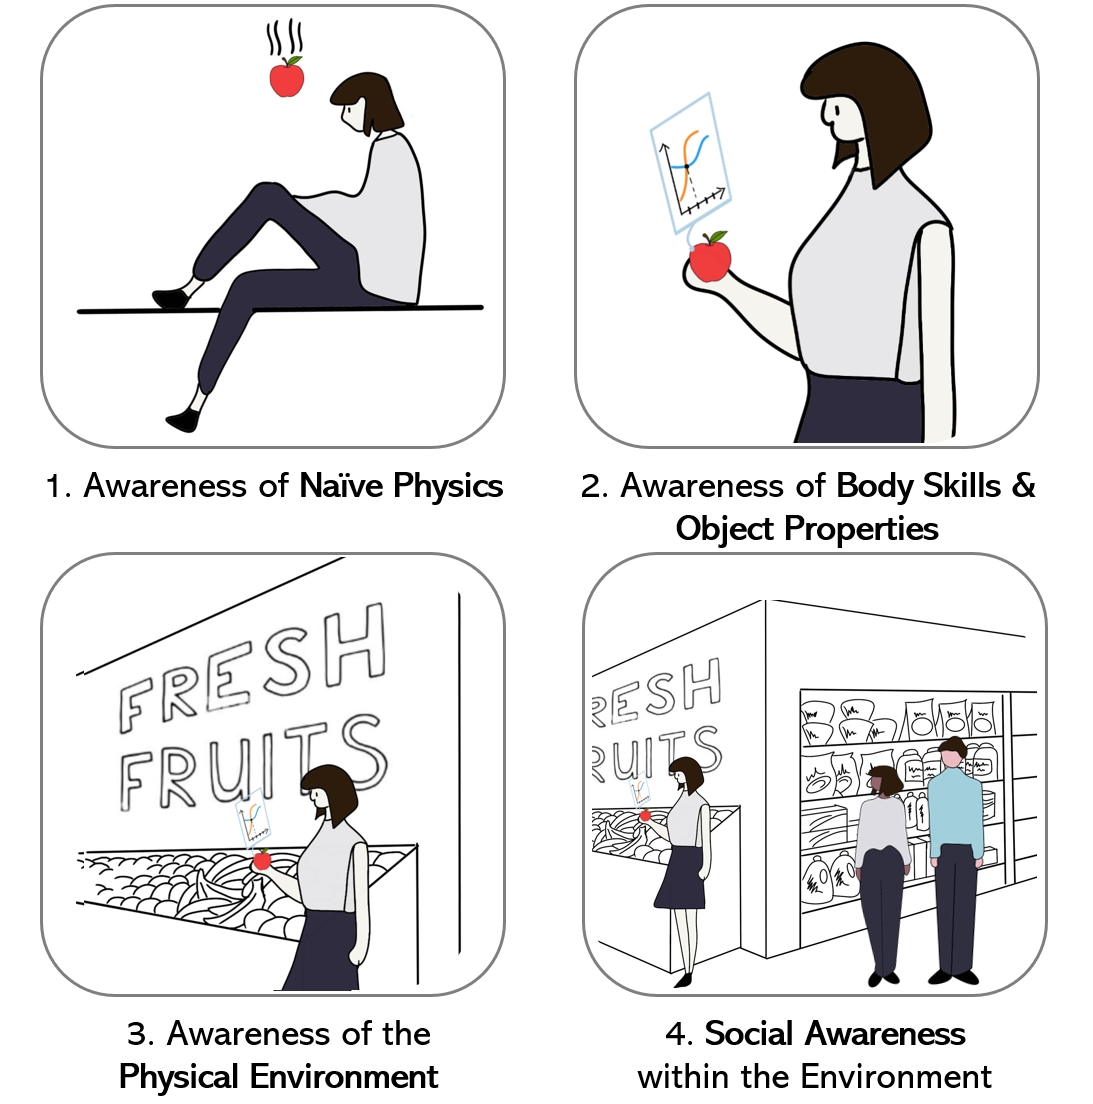 1. Awareness of Naïve Physics
2. Awareness of Body Skills &
Object Properties
FRESH
FRUITS
3. Awareness of the
Physical Environment
RESH
RUITS
4. Social Awareness
within the Environment